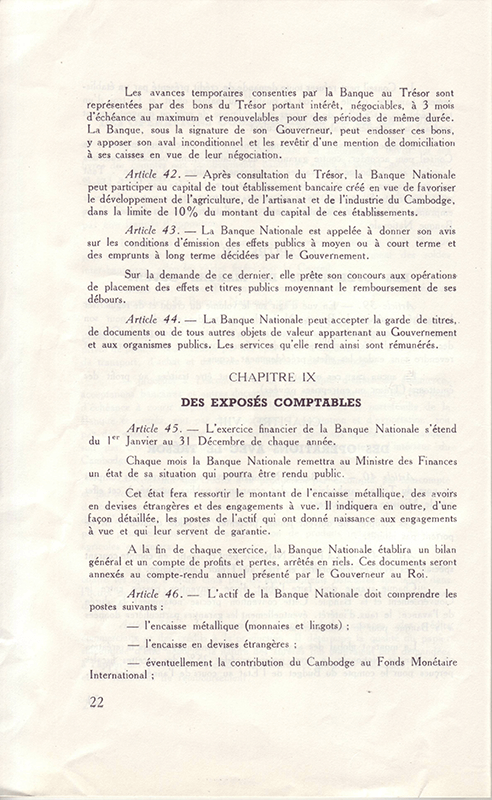 Les avances temporaires consenties par la Banque au Trésor sont
représentées par des bons du Trésor portant intérêt, négociables, à 3 mois
d'échéance au maximum et renouvelables pour des périodes de même durée.
La Banque, sous la signature de son Gouverneur, peut endosser ces bons,
y apposer son aval inconditionnel et les revêtir d'une mention de domiciliation
à ses caisses en vue de leur négociation.
Article 42. — Après consultation du Trésor, la Banque Nationale
peut participer au capital de tout établissement bancaire créé en vue de favoriser
le développement de l'agriculture, de l'artisanat et de l'industrie du Cambodge,
dans la limite de 10% du montant du capital de ces établissements.
Article 43. — La Banque Nationale est appelée à donner son avis
sur les conditions d'émission des effets publics à moyen ou à court terme et
des emprunts à long terme décidées par le Gouvernement.
Sur la demande de ce dernier, elle prête son concours aux opérations
de placement des effets et titres publics moyennant le remboursement de ses
débours.
Article 44. — La Banque Nationale peut accepter la garde de titres,
de documents ou de tous autres objets de valeur appartenant au Gouvernement
et aux organismes publics. Les services qu'elle rend ainsi sont rémunérés.
CHAPITRE IX
DES EXPOSÉS COMPTABLES
Article 45. — L'exercice financier de la Banque Nationale s'étend
du 1er Janvier au 31 Décembre de chaque année.
Chaque mois la Banque Nationale remettra au Ministre des Finances
un état de sa situation qui pourra être rendu public.
Cet état fera ressortir le montant de l'encaisse métallique, des avoirs
en devises étrangères et des engagements à vue. Il indiquera en outre, d'une
façon détaillée, les postes de l'actif qui ont donné naissance aux engagements
à vue et qui leur servent de garantie.
A la fin de chaque exercice, la Banque Nationale établira un bilan
général et un compte de profits et pertes, arrêtés en riels. Ces documents seront
annexés au compte-rendu annuel présenté par le Gouverneur au Roi.
Article 46. — L'actif de la Banque Nationale doit comprendre les
postes suivants :
— l'encaisse métallique (monnaies et lingots) ;
— l'encaisse en devises étrangères ;
— éventuellement la contribution du Cambodge au Fonds Monétaire
International ;
22